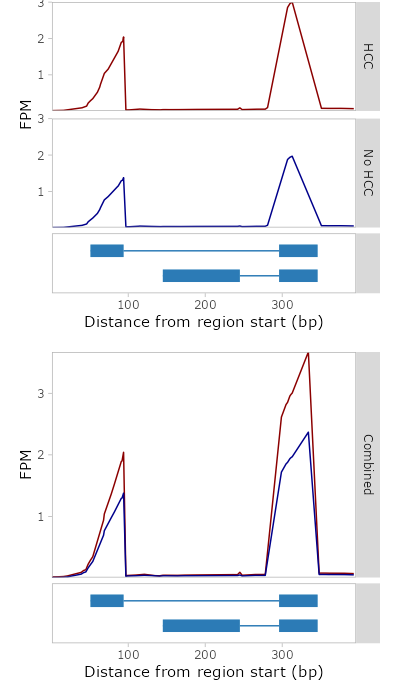 3
2
1
HCC
FPM
3
2
1
No HCC
100 200 300
Distance from region start (bp)
3
2
1
FPM
Combined
100 200 300
Distance from region start (bp)